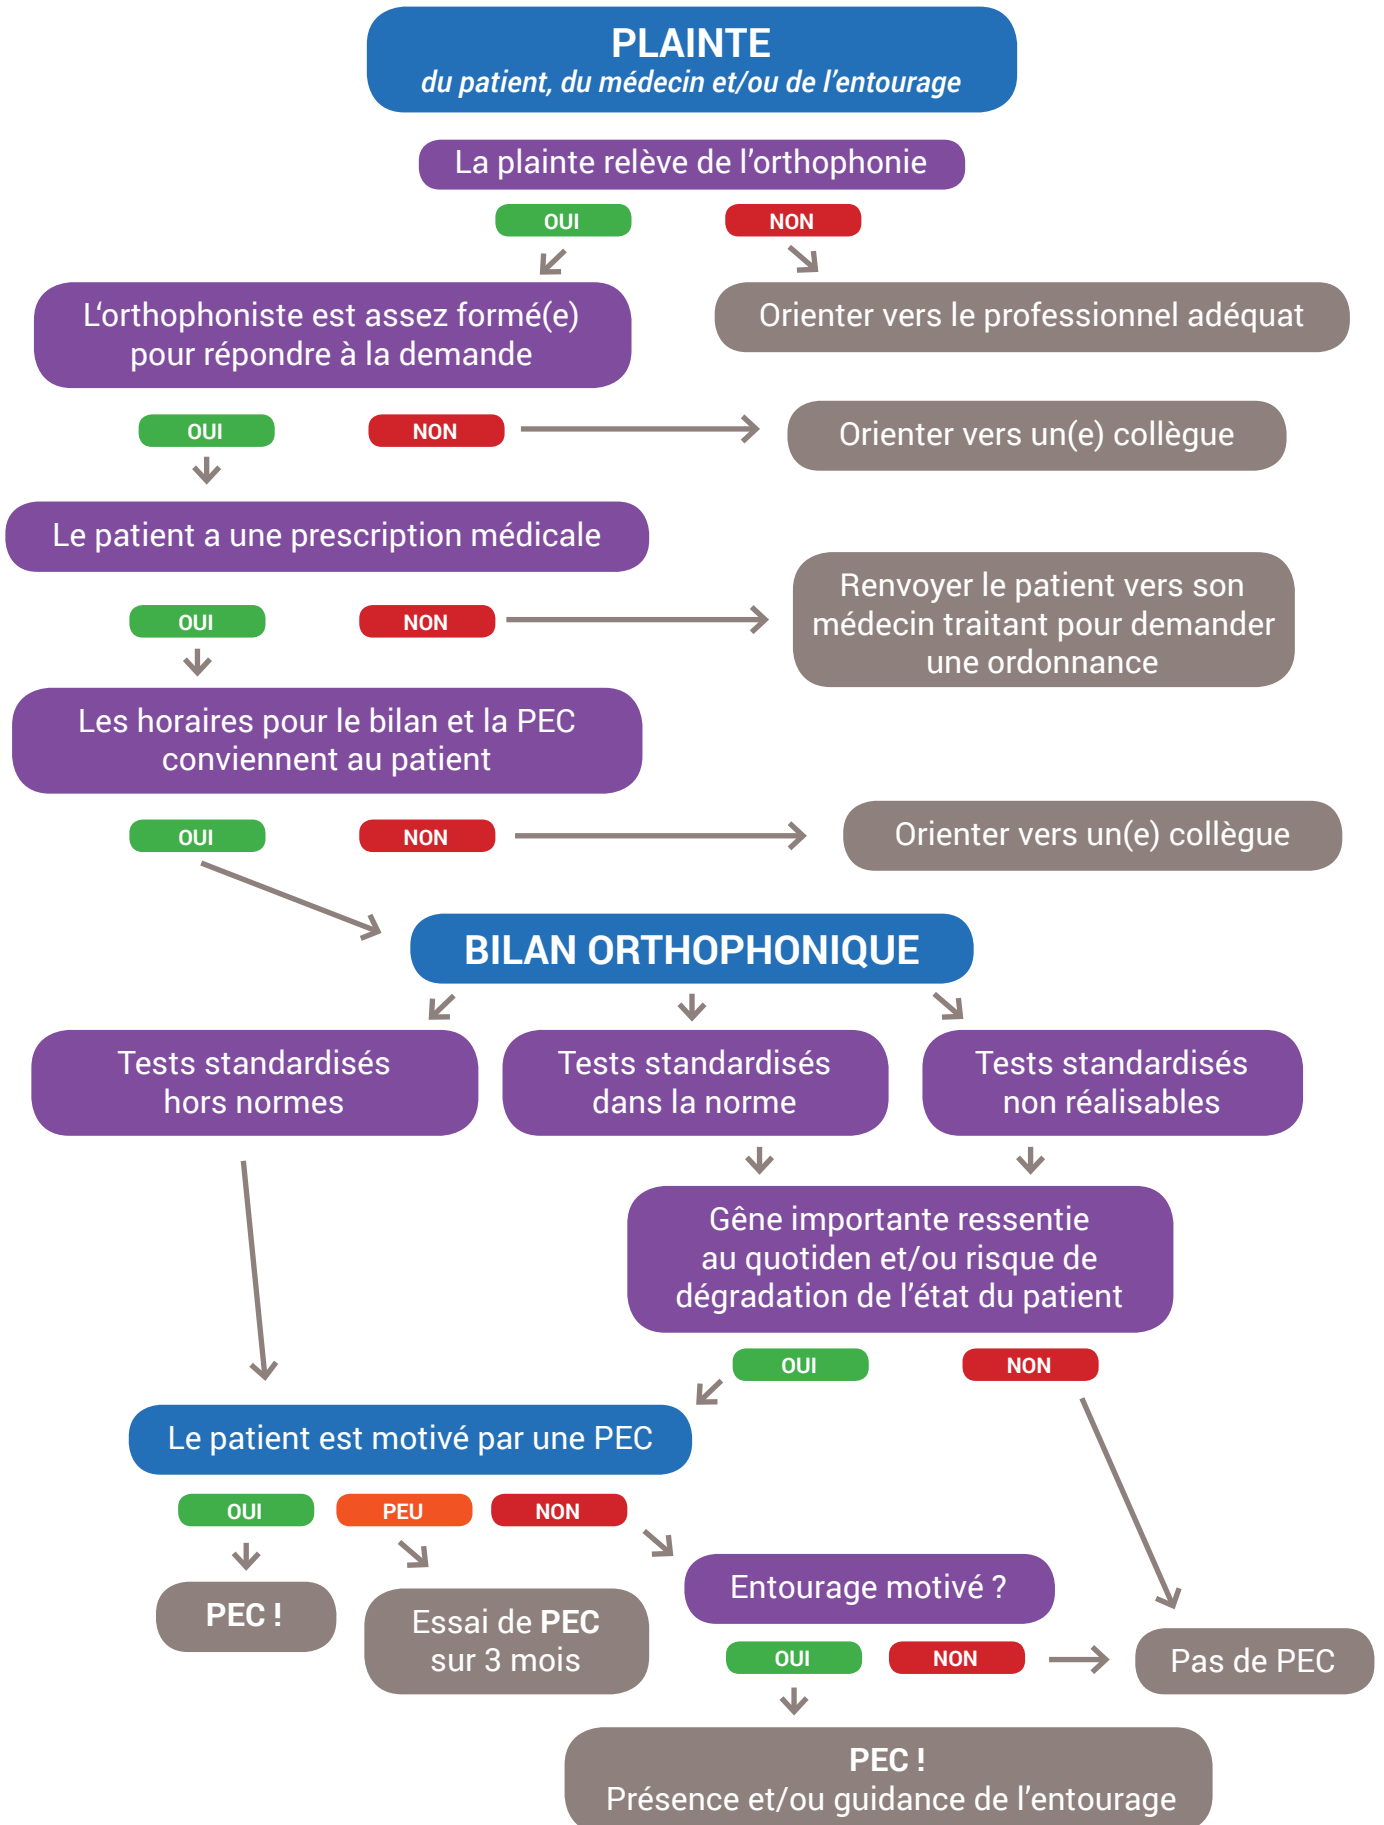 PLAINTE
du patient, du médecin et/ou de l'entourage
La plainte relève de l'orthophonie
OUI
NON
L'orthophoniste est assez formé(e)
pour répondre à la demande
Orienter vers le professionnel adéquat
OUI
NON
Orienter vers un(e) collègue
Le patient a une prescription médicale
OUI
NON
Renvoyer le patient vers son
médecin traitant pour demander
une ordonnance
Les horaires pour le bilan et la PEC
conviennent au patient
OUI
NON
Orienter vers un(e) collègue
BILAN ORTHOPHONIQUE
Tests standardisés
hors normes
Tests standardisés
dans la norme
Tests standardisés
non réalisables
Gêne importante ressentie
au quotiden et/ou risque de
dégradation de l'état du patient
OUI
NON
Le patient est motivé par une PEC
OUI
PEU
NON
PEC !
Essai de PEC
sur 3 mois
Entourage motivé ?
OUI
NON
Pas de PEC
PEC !
Présence et/ou guidance de l'entourage